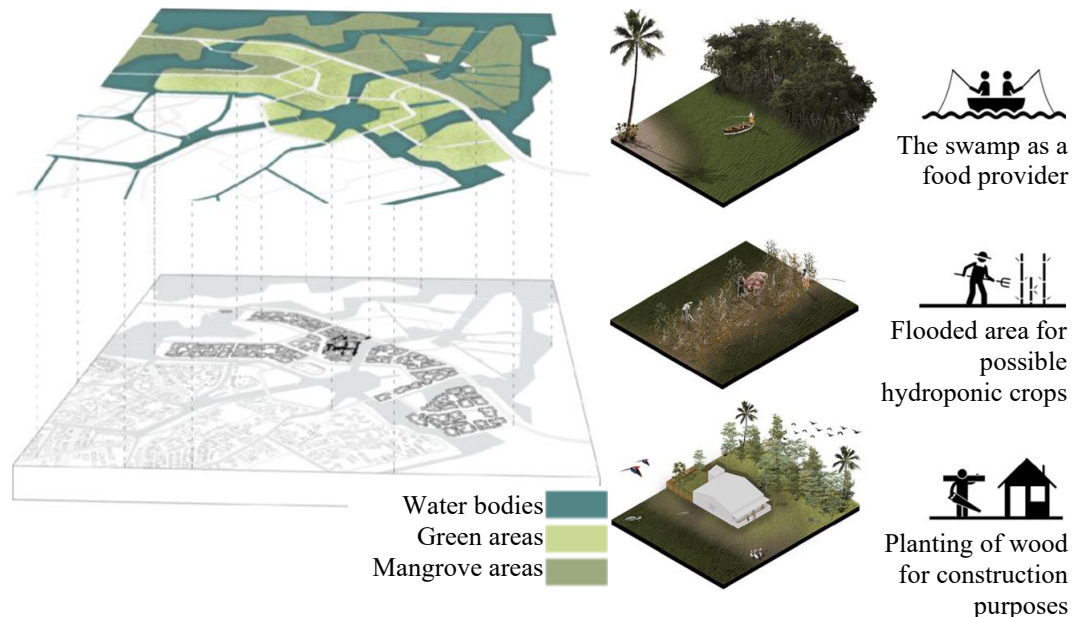 The swamp as a
food provider
Flooded area for
possible
hydroponic crops
Water bodies
Green areas
Mangrove areas
Planting of wood
for construction
purposes